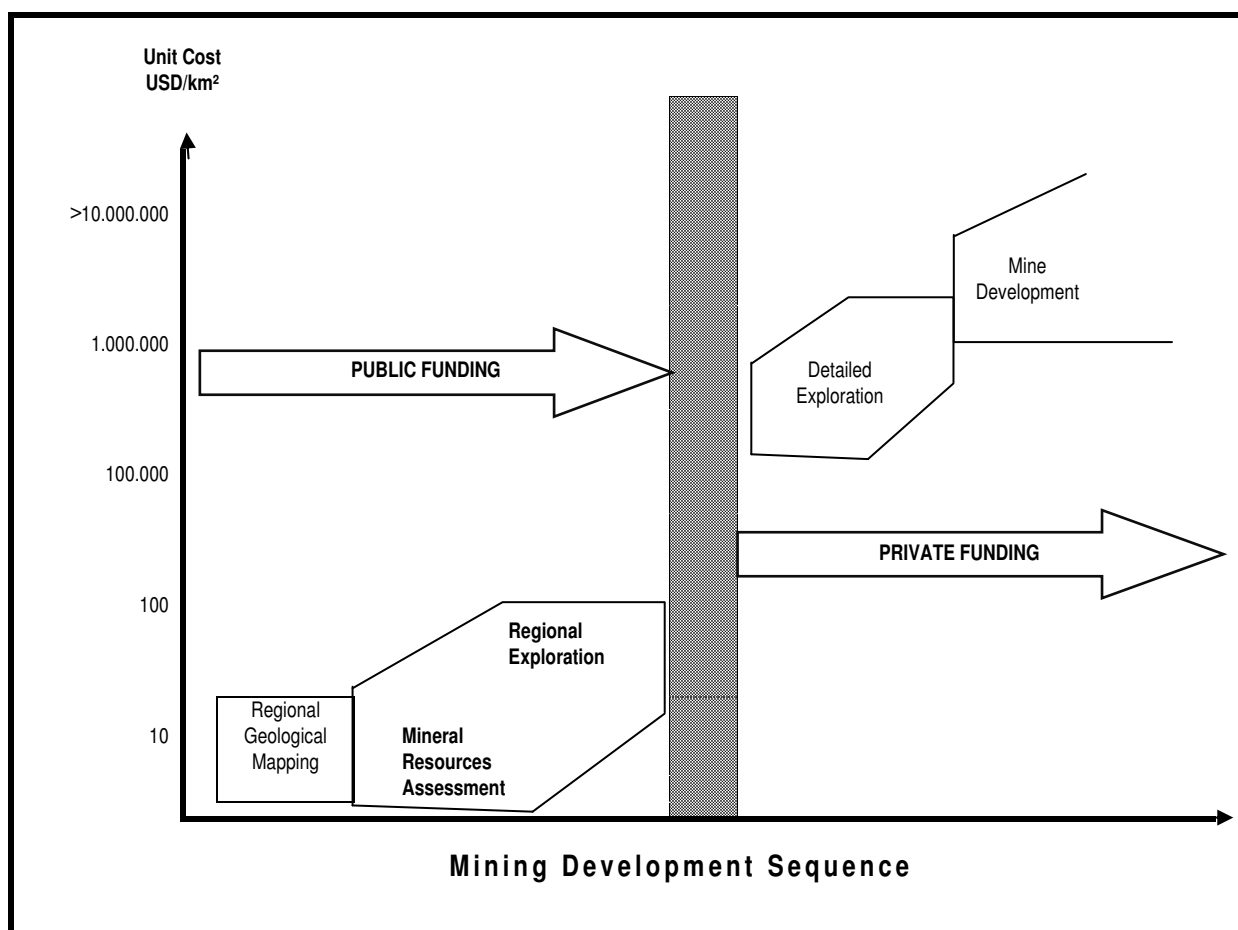 Unit Cost
USD/km²
>10.000.000
1.000.000
100.000
100
10
PUBLIC FUNDING
Mine
Development
Detailed
Exploration
PRIVATE FUNDING
Regional
Exploration
Regional
Geological
Mapping
Mineral
Resources
Assessment
Mining Development Sequence